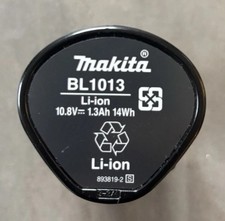 makita®
BL1013
Li-ion
10.8V⎓ 1.3Ah 14Wh
Li-ion
893819-2 S